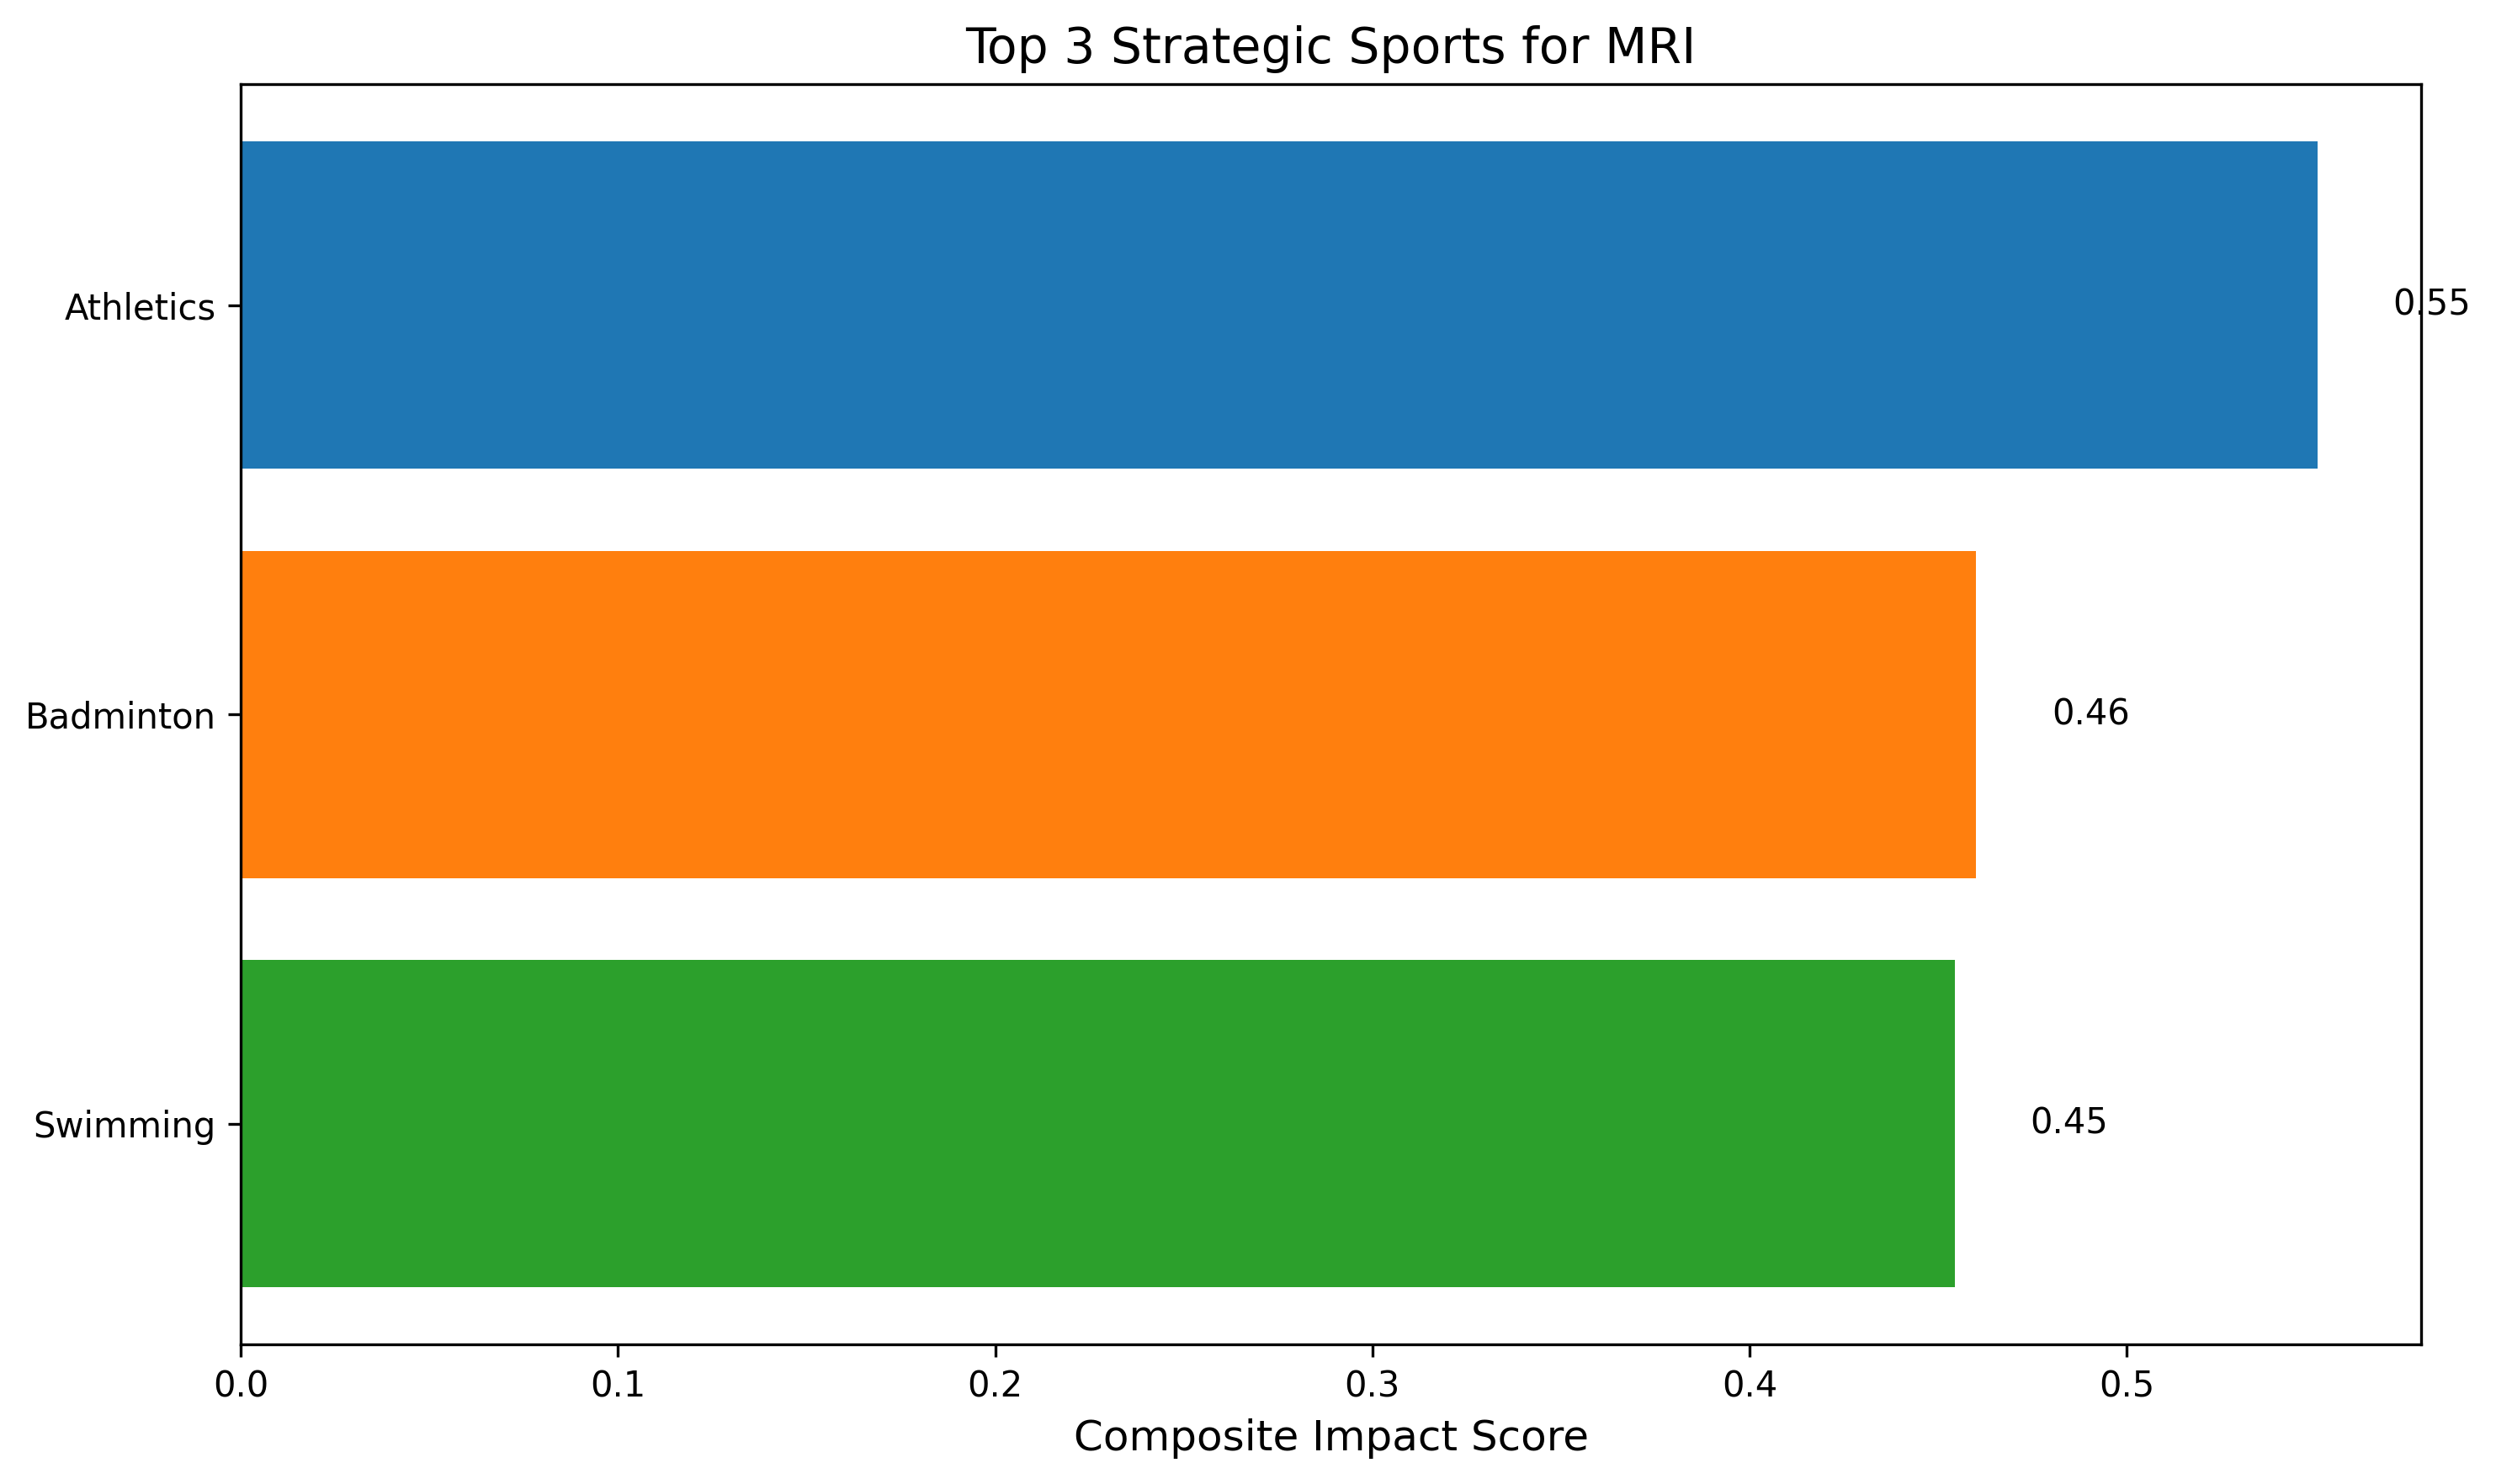 Top 3 Strategic Sports for MRI
Athletics
0.55
Badminton
0.46
Swimming
0.45
0.0 0.1 0.2 0.3 0.4 0.5
Composite Impact Score